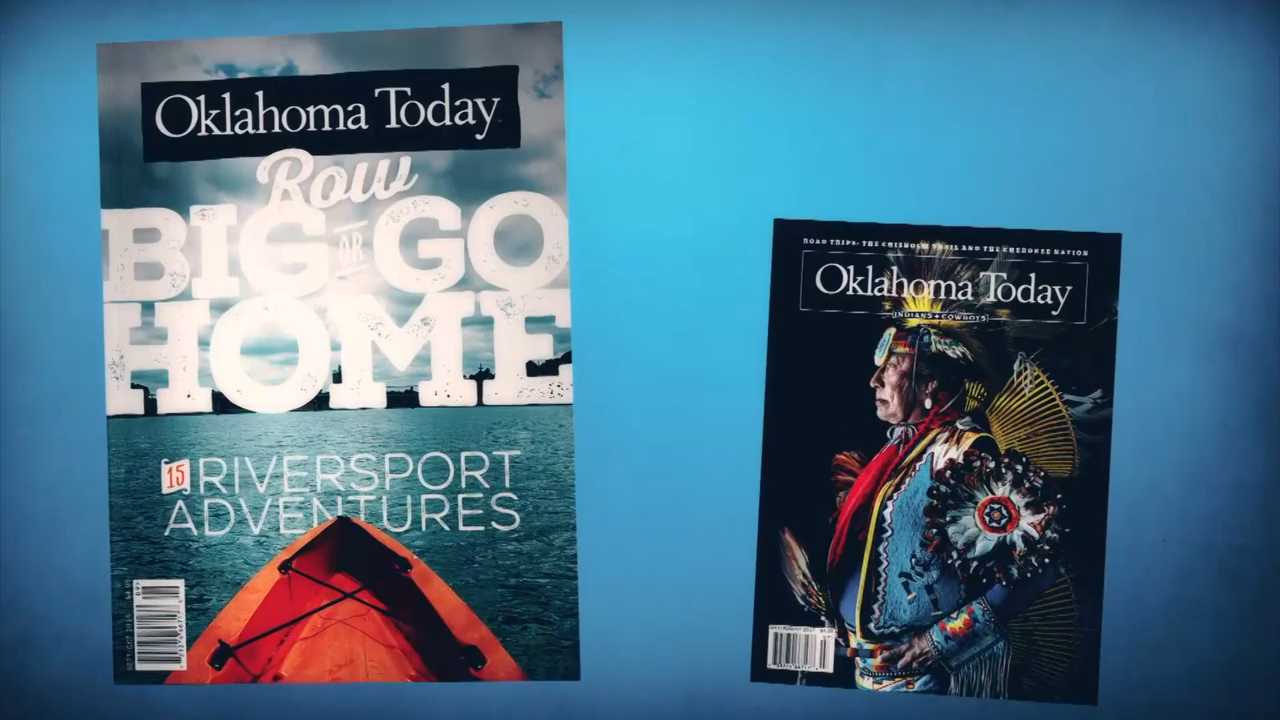 Oklahoma Today
Row
BIG OR GO
HOME
15 RIVERSPORT
ADVENTURES
ROAD TRIPS: THE CHISHOLM TRAIL AND THE CHEROKEE NATION
Oklahoma Today
INDIANS + COWBOYS